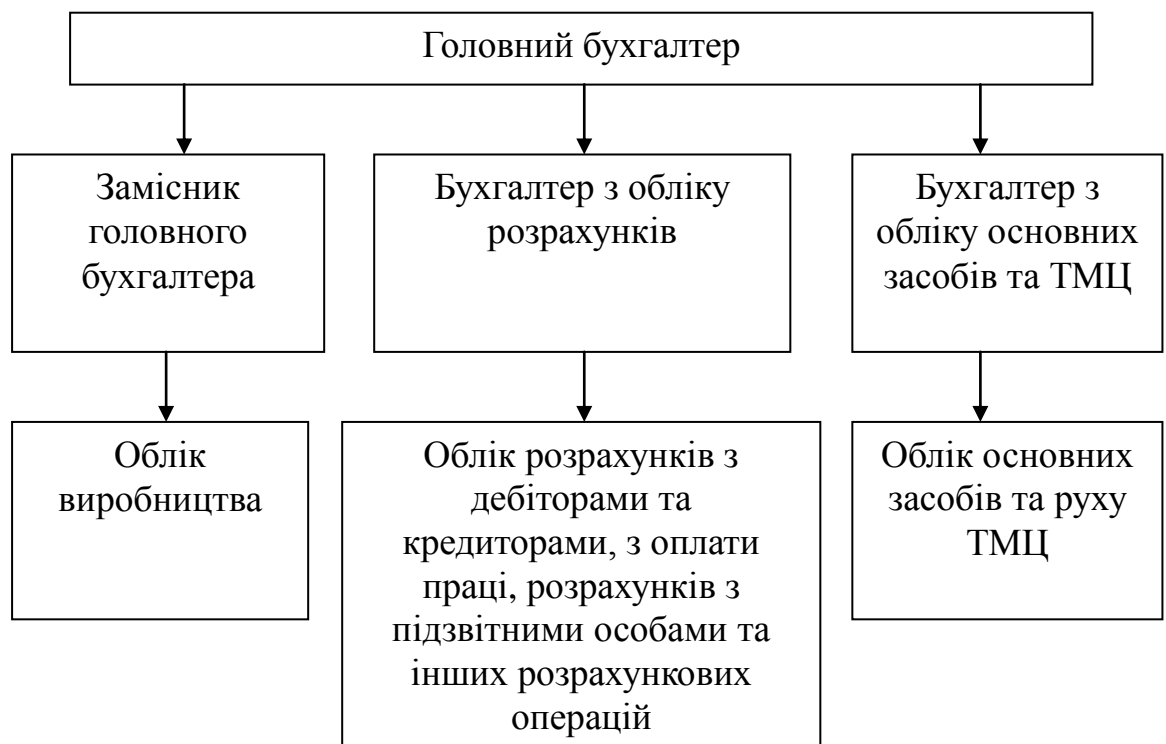 Головний бухгалтер
Замісник
головного
бухгалтера
Бухгалтер з обліку
розрахунків
Бухгалтер з
обліку основних
засобів та ТМЦ
Облік
виробництва
Облік розрахунків з
дебіторами та
кредиторами, з оплати
праці, розрахунків з
підзвітними особами та
інших розрахункових
операцій
Облік основних
засобів та руху
ТМЦ